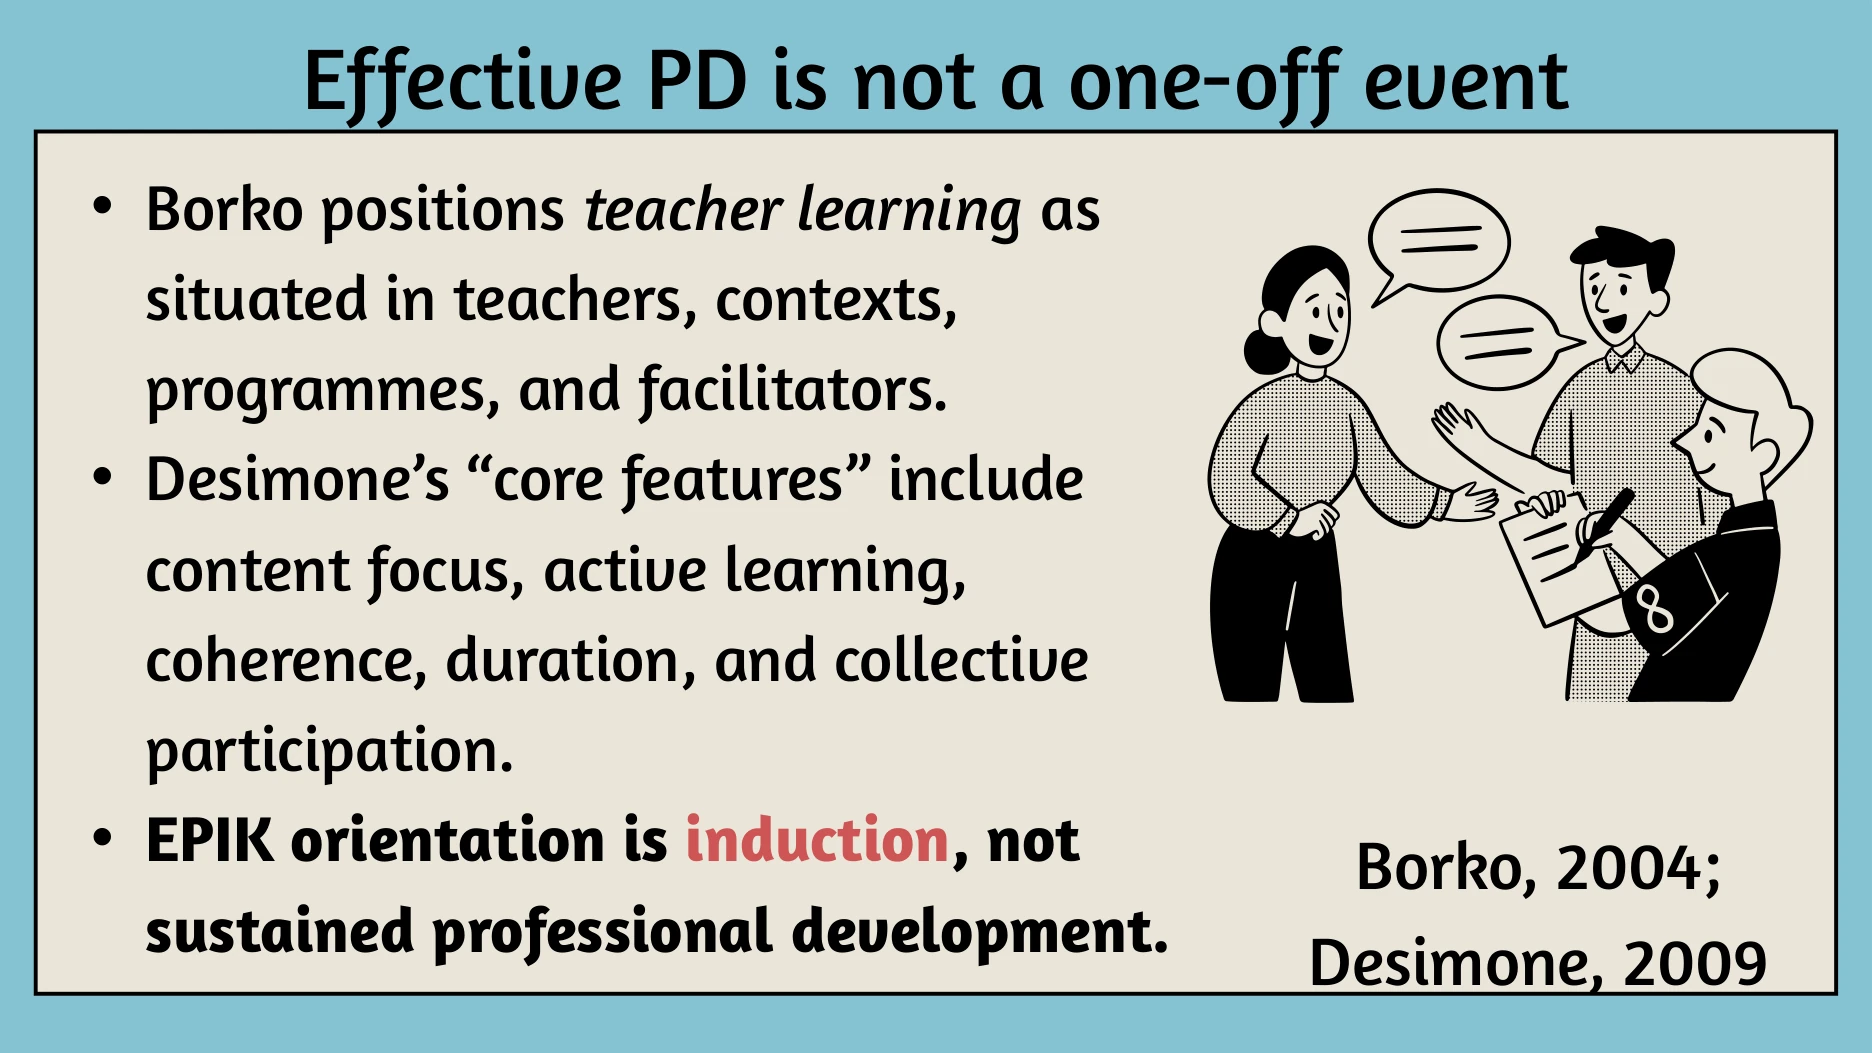 Effective PD is not a one-off event
• Borko positions teacher learning as
situated in teachers, contexts,
programmes, and facilitators.
• Desimone’s “core features” include
content focus, active learning,
coherence, duration, and collective
participation.
• EPIK orientation is induction, not
sustained professional development.
Borko, 2004;
Desimone, 2009